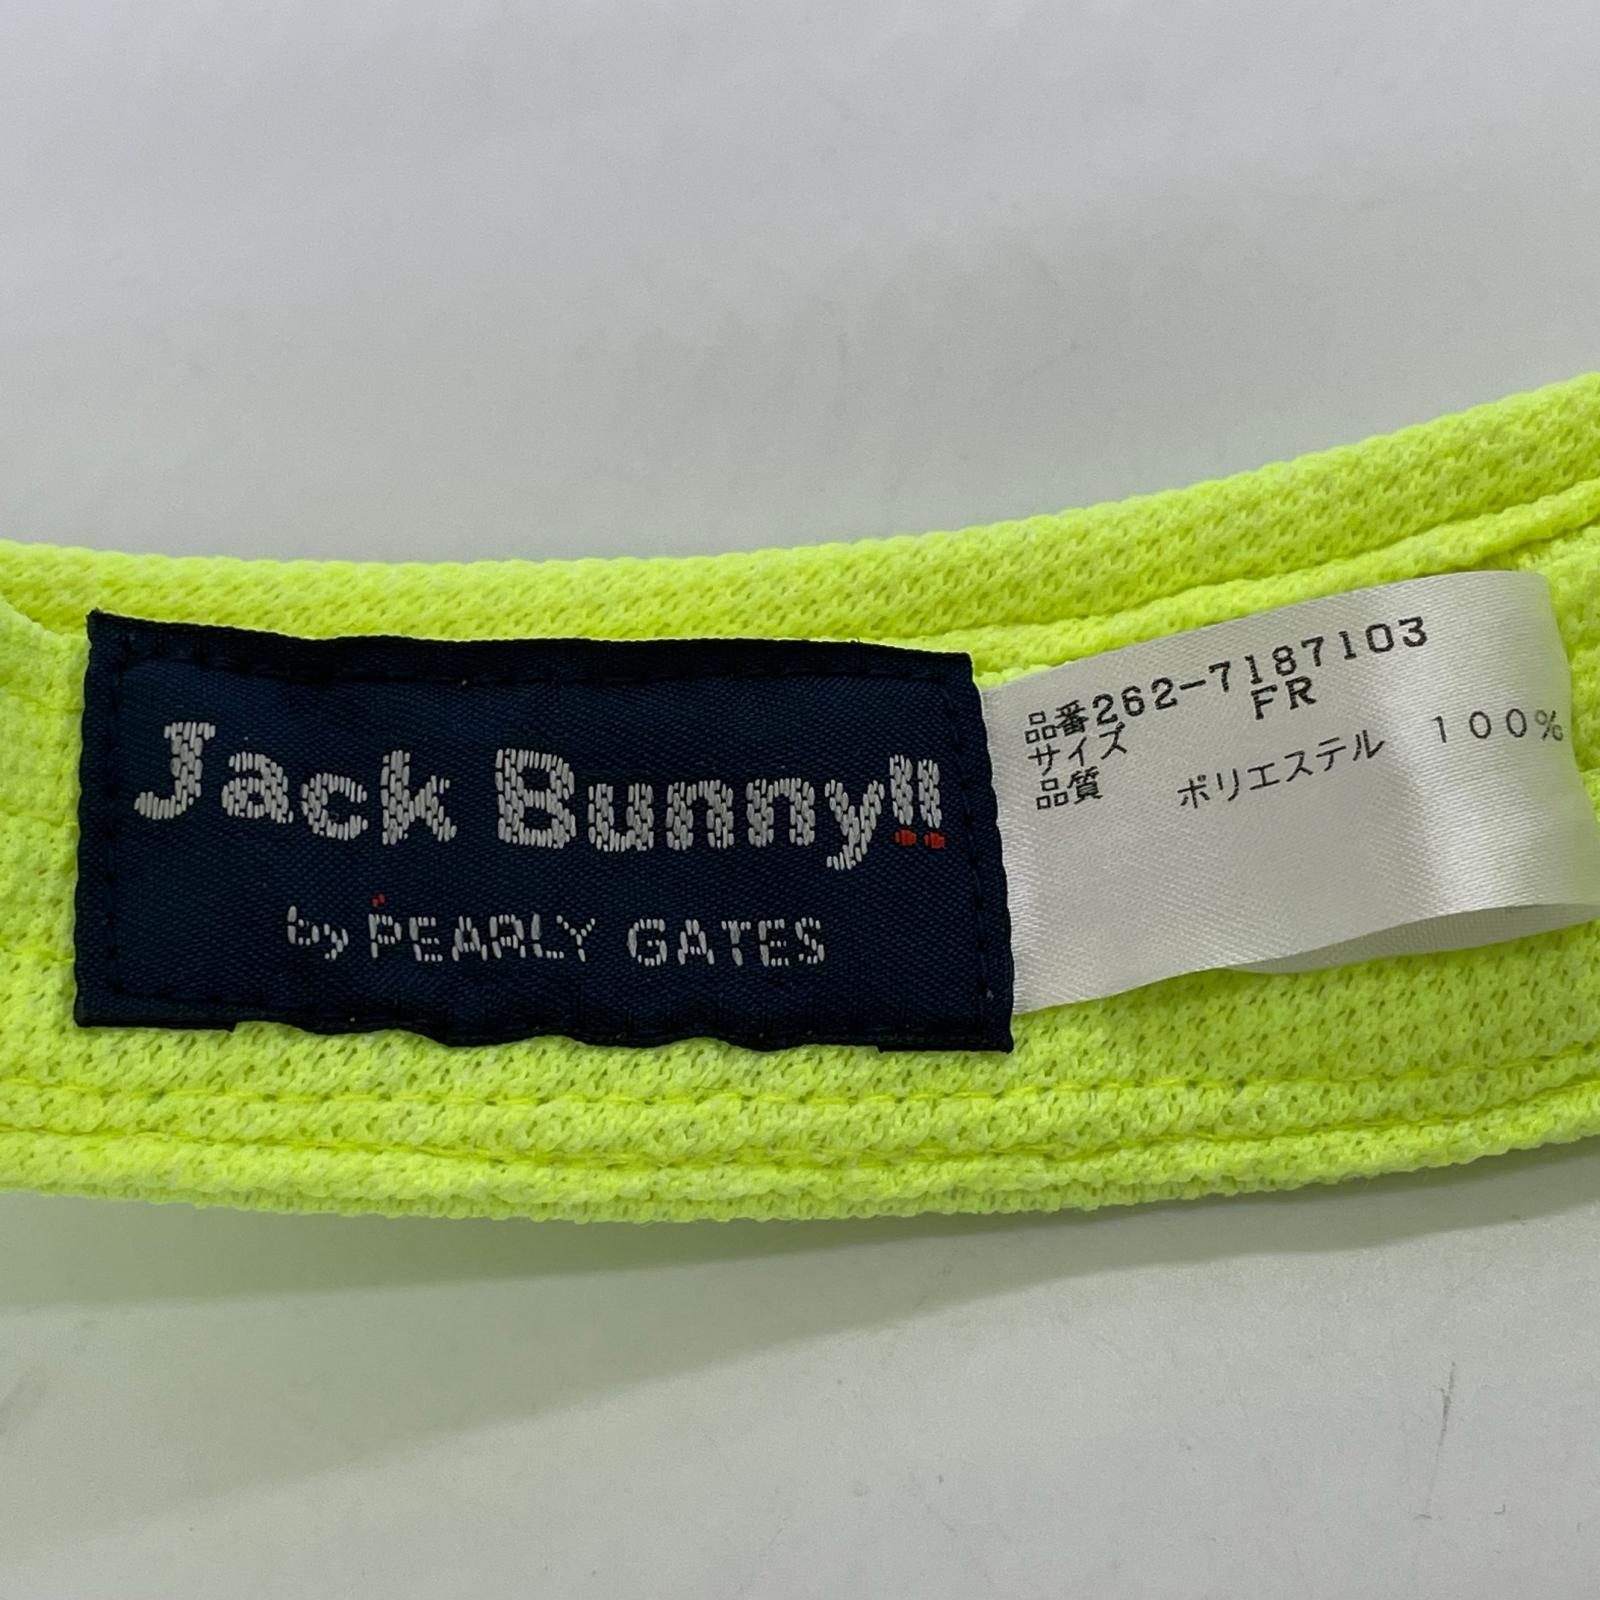 Jack Bunny!!
by PEARLY GATES
品番262-7187103
サイズ FR
品質 ポリエステル 100%